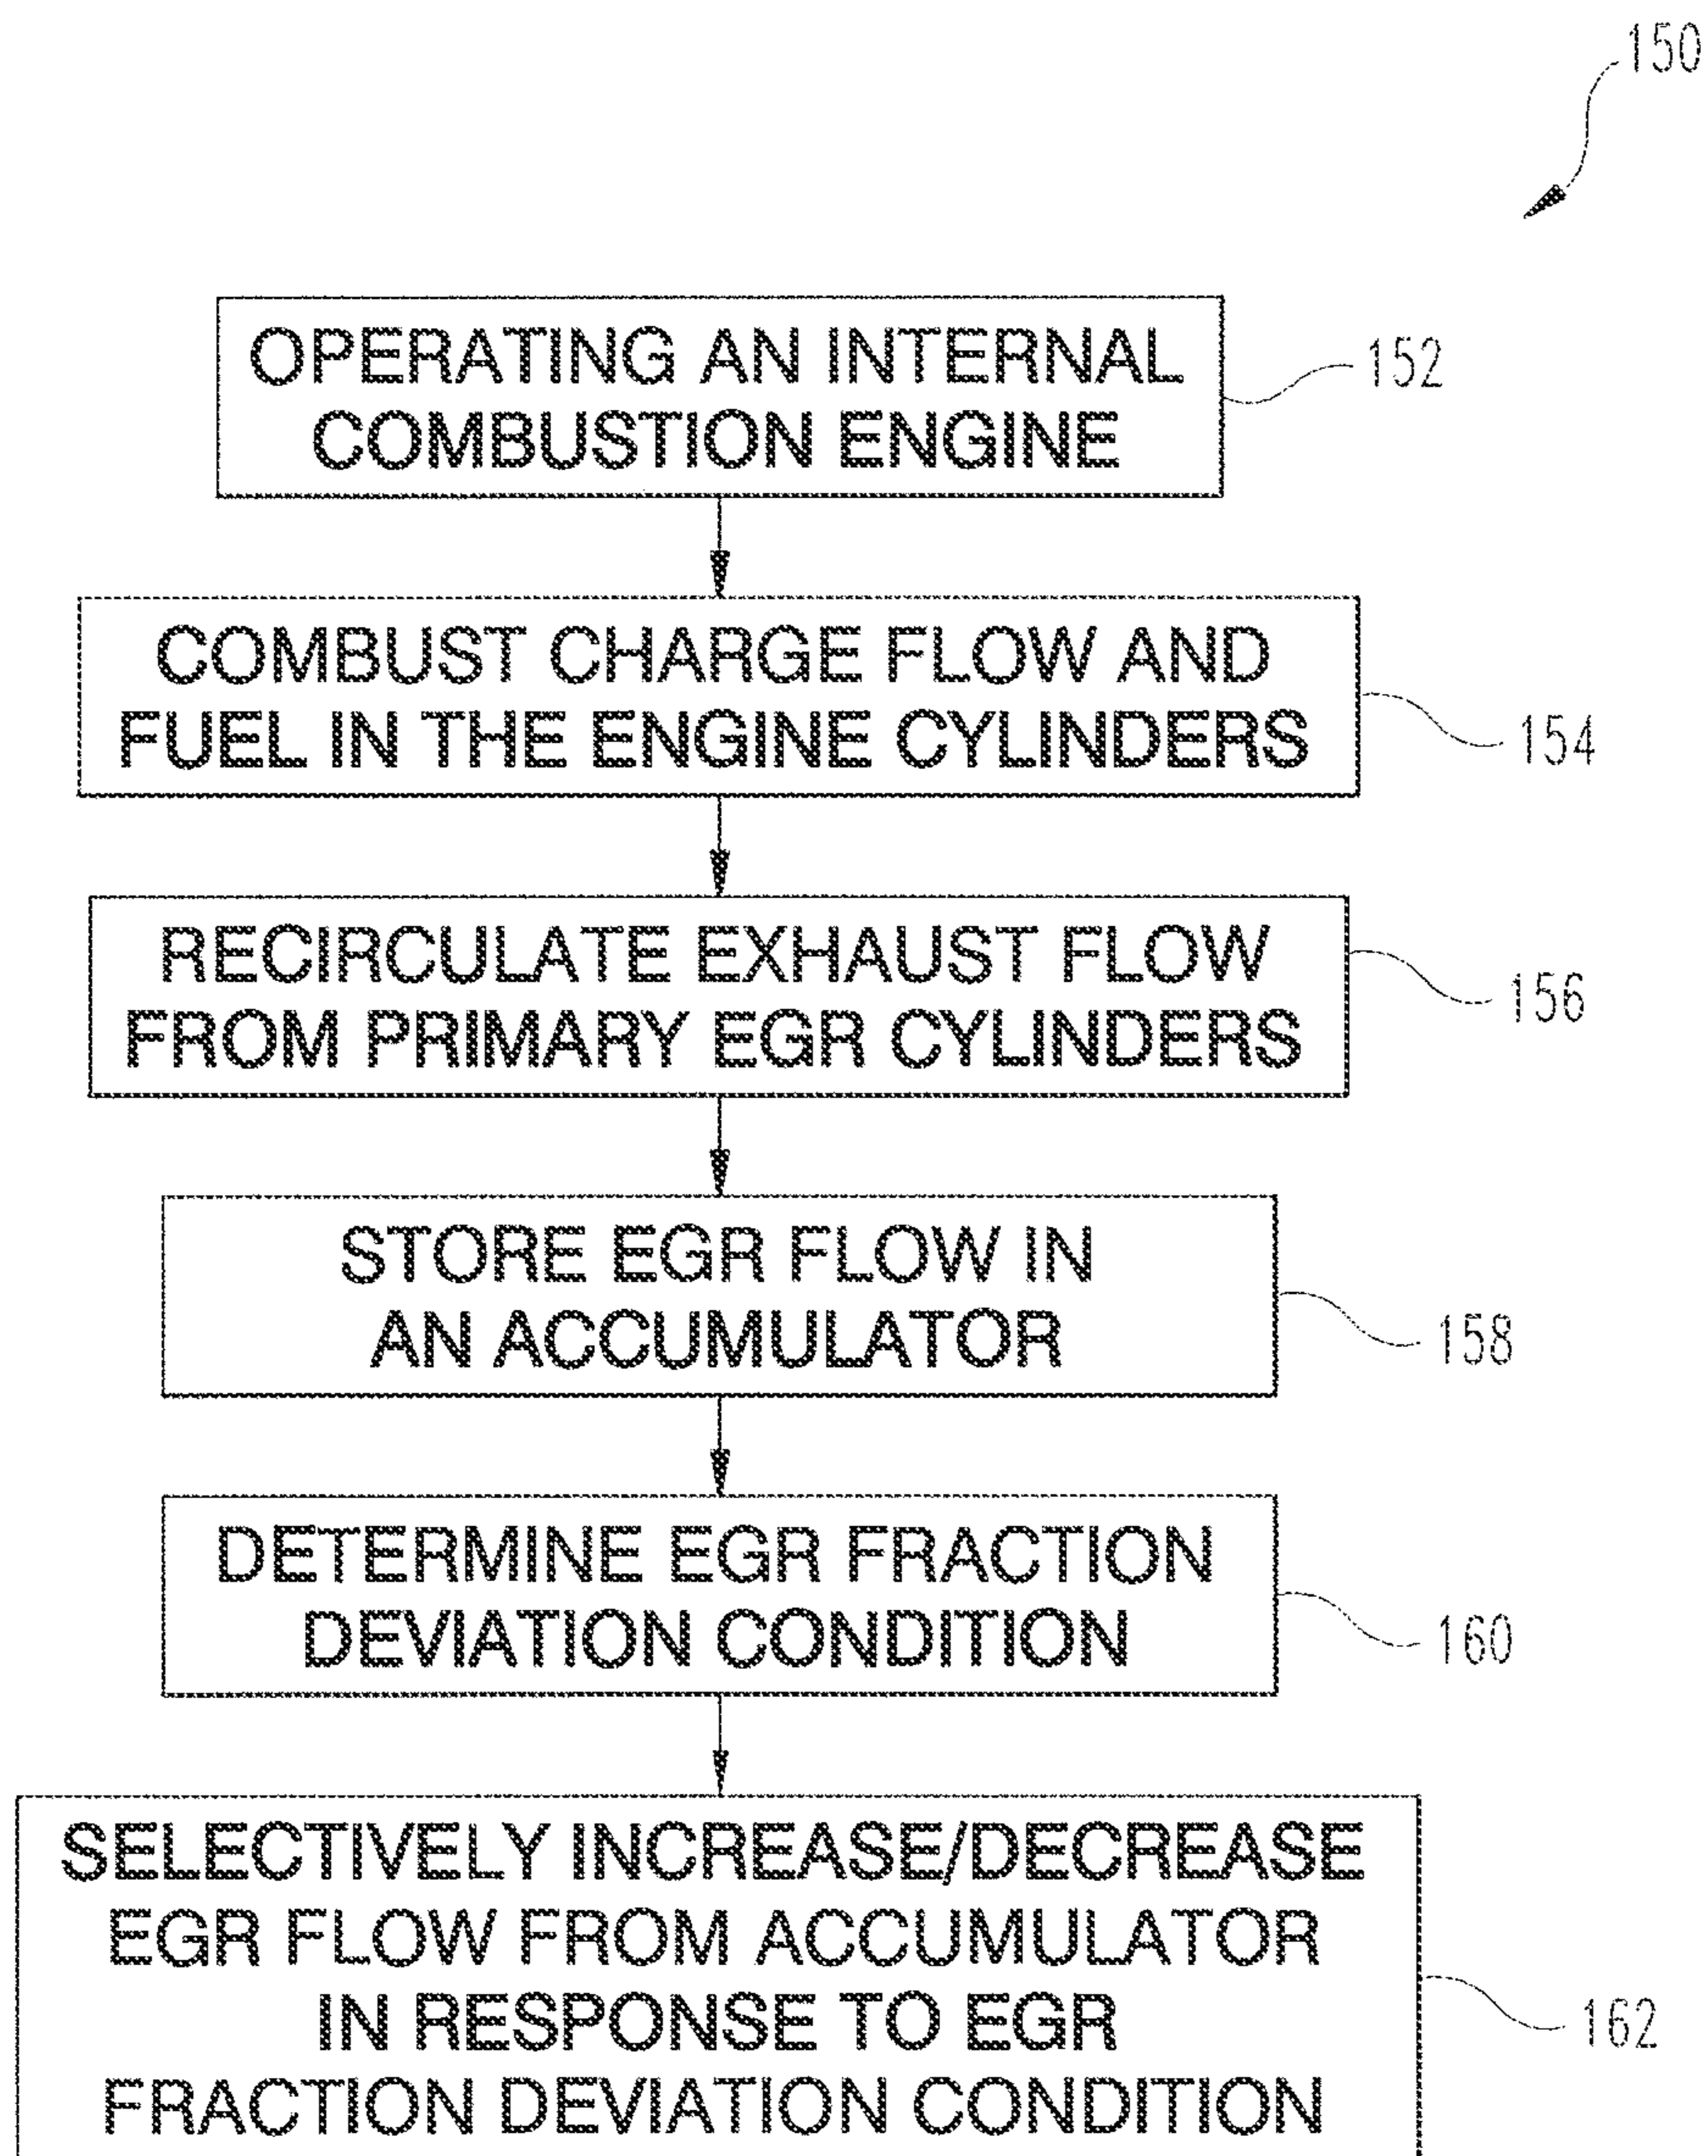 150
OPERATING AN INTERNAL
COMBUSTION ENGINE
152
COMBUST CHARGE FLOW AND
FUEL IN THE ENGINE CYLINDERS
154
RECIRCULATE EXHAUST FLOW
FROM PRIMARY EGR CYLINDERS
156
STORE EGR FLOW IN
AN ACCUMULATOR
158
DETERMINE EGR FRACTION
DEVIATION CONDITION
160
SELECTIVELY INCREASE/DECREASE
EGR FLOW FROM ACCUMULATOR
IN RESPONSE TO EGR
FRACTION DEVIATION CONDITION
162